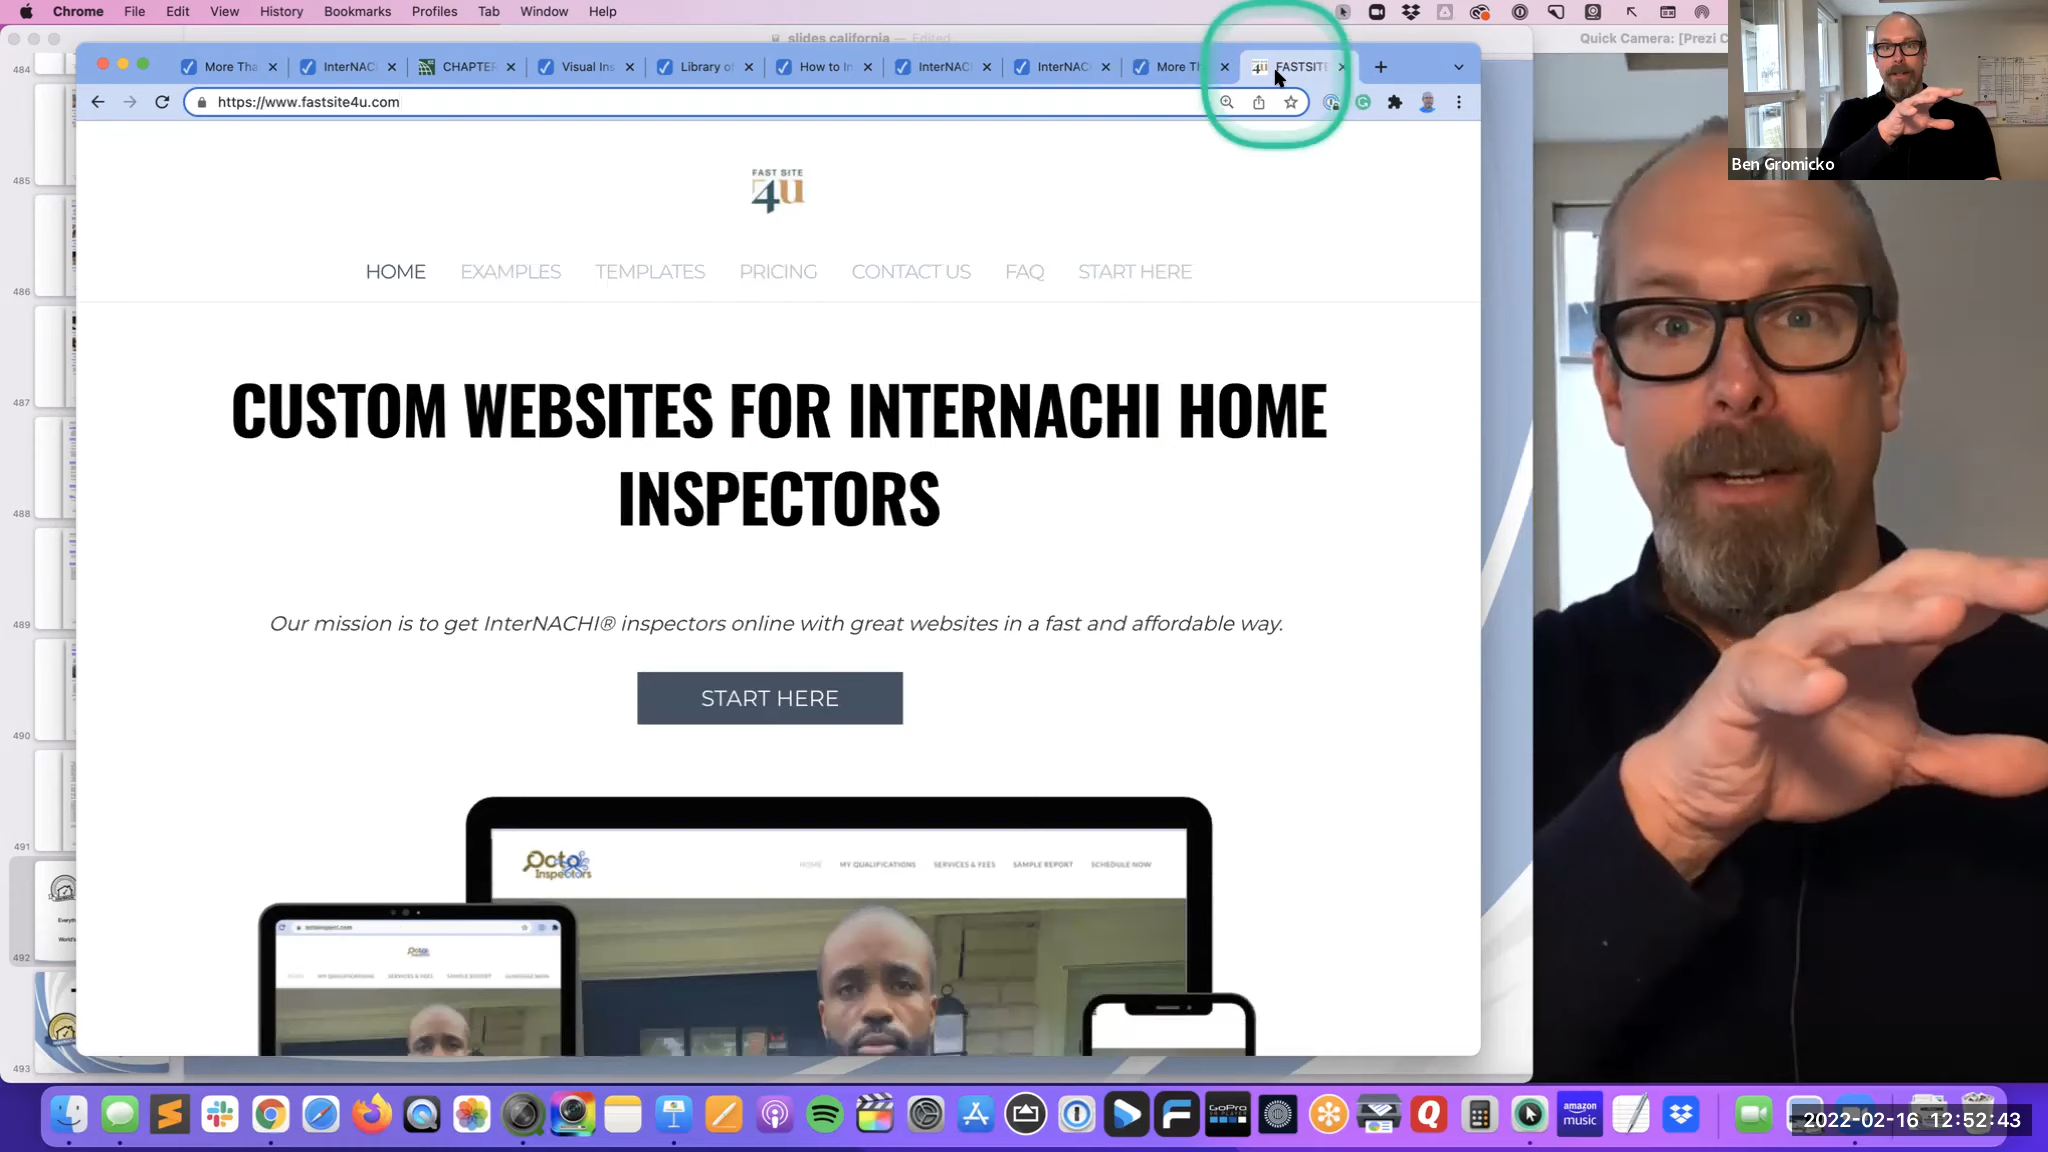 Chrome File Edit View History Bookmarks Profiles Tab Window Help
slides california — Edited
Quick Camera: [Prezi C
Ben Gromicko
More Tha
InterNAC
CHAPTER
Visual Ins
Library of
How to In
InterNAC
InterNAC
More Th
FASTSITE
https://www.fastsite4u.com
FAST SITE
4u
HOME EXAMPLES TEMPLATES PRICING CONTACT US FAQ START HERE
CUSTOM WEBSITES FOR INTERNACHI HOME
INSPECTORS
Our mission is to get InterNACHI® inspectors online with great websites in a fast and affordable way.
START HERE
Octo
Inspectors
HOME MY QUALIFICATIONS SERVICES & FEES SAMPLE REPORT SCHEDULE NOW
484
485
486
487
488
489
490
491
492
493
Everyth
World's
GoPro
amazon
music
2022-02-16 12:52:43